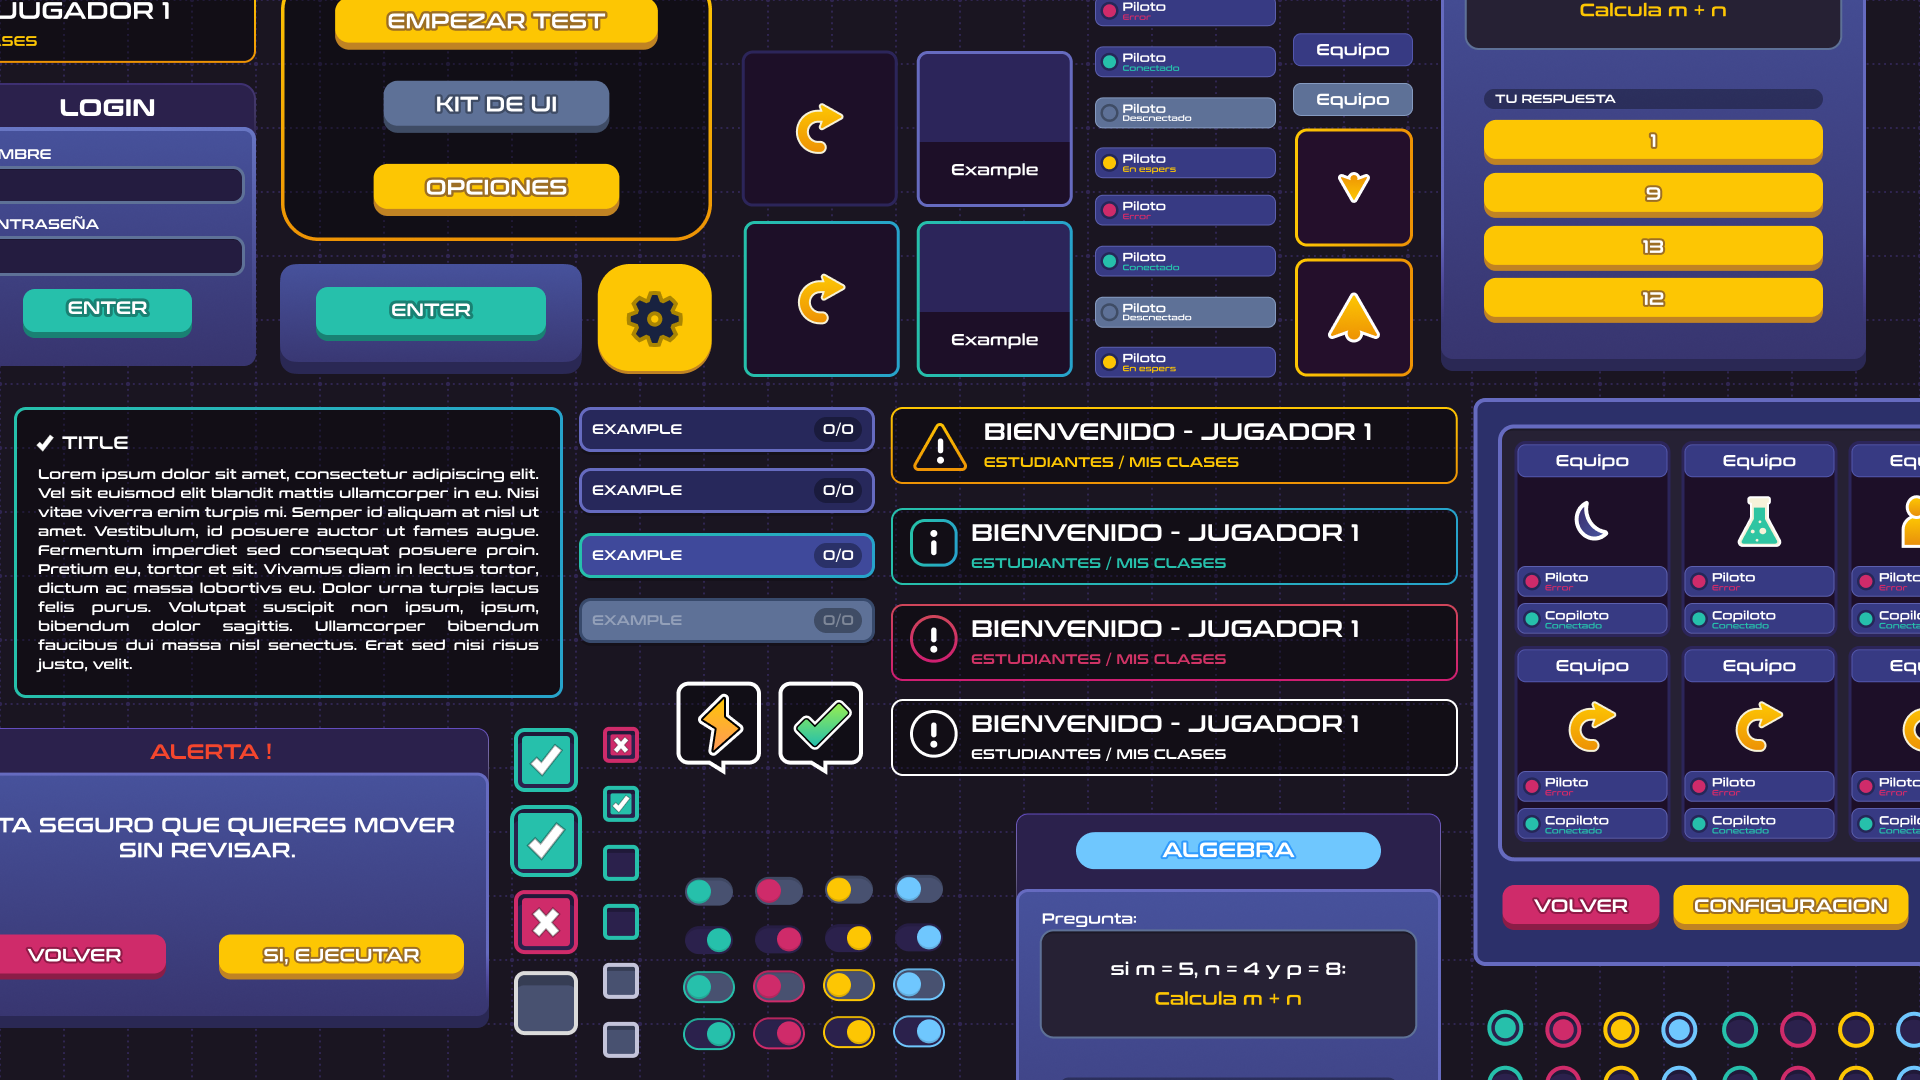 JUGADOR 1
SES
LOGIN
MBRE
NTRASEÑA
ENTER
EMPEZAR TEST
KIT DE UI
OPCIONES
ENTER
Example
Example
Piloto
Error
Piloto
Conectado
Piloto
Descnectado
Piloto
En espers
Piloto
Error
Piloto
Conectado
Piloto
Descnectado
Piloto
En espers
Equipo
Equipo
Calcula m + n
TU RESPUESTA
1
9
13
12
TITLE
Lorem ipsum dolor sit amet, consectetur adipiscing elit.
Vel sit euismod elit blandit mattis ullamcorper in eu. Nisi
vitae viverra enim turpis mi. Semper id aliquam at nisl ut
amet. Vestibulum, id posuere auctor ut fames augue.
Fermentum imperdiet sed consequat posuere proin.
Pretium eu, tortor et sit. Vivamus diam in lectus tortor,
dictum ac massa lobortivs eu. Dolor urna turpis lacus
felis purus. Volutpat suscipit non ipsum, ipsum,
bibendum dolor sagittis. Ullamcorper bibendum
faucibus dui massa nisl senectus. Erat sed nisi risus
justo, velit.
EXAMPLE 0/0
EXAMPLE 0/0
EXAMPLE 0/0
EXAMPLE 0/0
BIENVENIDO - JUGADOR 1
ESTUDIANTES / MIS CLASES
BIENVENIDO - JUGADOR 1
ESTUDIANTES / MIS CLASES
BIENVENIDO - JUGADOR 1
ESTUDIANTES / MIS CLASES
BIENVENIDO - JUGADOR 1
ESTUDIANTES / MIS CLASES
Equipo Equipo Equ
Piloto Piloto Piloto
Error Error Error
Copiloto Copiloto Copilo
Conectado Conectado Conecta
Equipo Equipo Equ
Piloto Piloto Piloto
Error Error Error
Copiloto Copiloto Copilo
Conectado Conectado Conecta
VOLVER CONFIGURACION
ALERTA !
TA SEGURO QUE QUIERES MOVER
SIN REVISAR.
VOLVER SI, EJECUTAR
ALGEBRA
Pregunta:
si m = 5, n = 4 y p = 8:
Calcula m + n